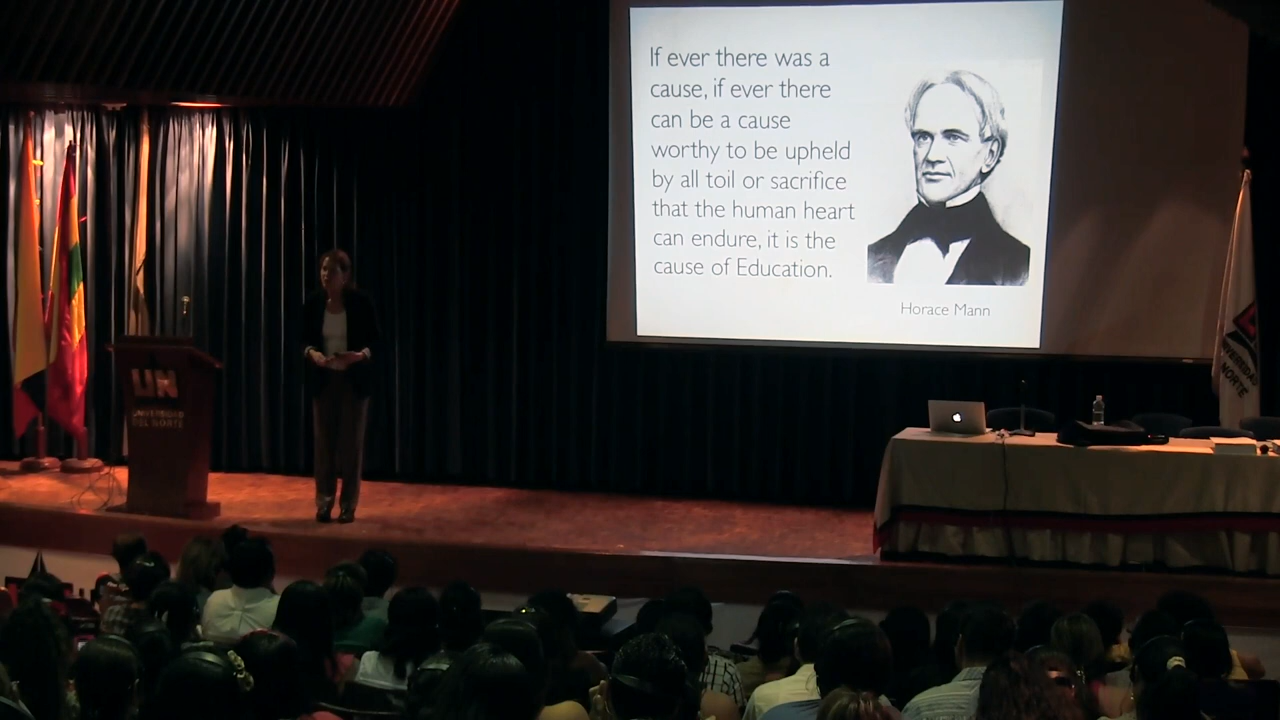 If ever there was a
cause, if ever there
can be a cause
worthy to be upheld
by all toil or sacrifice
that the human heart
can endure, it is the
cause of Education.
Horace Mann
UN
UNIVERSIDAD
DEL NORTE
NORTE